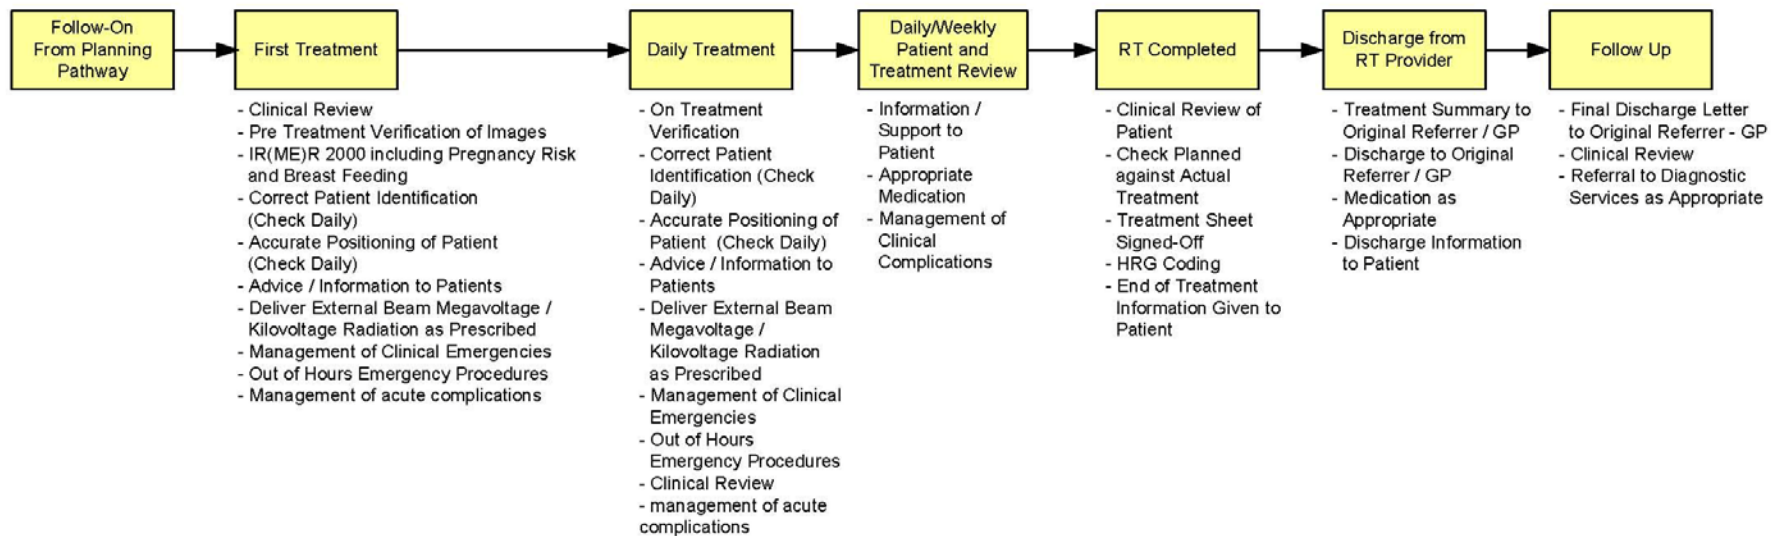 Follow-On
From Planning
Pathway
First Treatment
Daily Treatment
Daily/Weekly
Patient and
Treatment Review
RT Completed
Discharge from
RT Provider
Follow Up
- Clinical Review
- Pre Treatment Verification of Images
- IR(ME)R 2000 including Pregnancy Risk
and Breast Feeding
- Correct Patient Identification
(Check Daily)
- Accurate Positioning of Patient
(Check Daily)
- Advice / Information to Patients
- Deliver External Beam Megavoltage /
Kilovoltage Radiation as Prescribed
- Management of Clinical Emergencies
- Out of Hours Emergency Procedures
- Management of acute complications
- On Treatment
Verification
- Correct Patient
Identification (Check
Daily)
- Accurate Positioning of
Patient (Check Daily)
- Advice / Information to
Patients
- Deliver External Beam
Megavoltage /
Kilovoltage Radiation
as Prescribed
- Management of Clinical
Emergencies
- Out of Hours
Emergency Procedures
- Clinical Review
- management of acute
complications
- Information /
Support to
Patient
- Appropriate
Medication
- Management of
Clinical
Complications
- Clinical Review of
Patient
- Check Planned
against Actual
Treatment
- Treatment Sheet
Signed-Off
- HRG Coding
- End of Treatment
Information Given to
Patient
- Treatment Summary to
Original Referrer / GP
- Discharge to Original
Referrer / GP
- Medication as
Appropriate
- Discharge Information
to Patient
- Final Discharge Letter
to Original Referrer - GP
- Clinical Review
- Referral to Diagnostic
Services as Appropriate